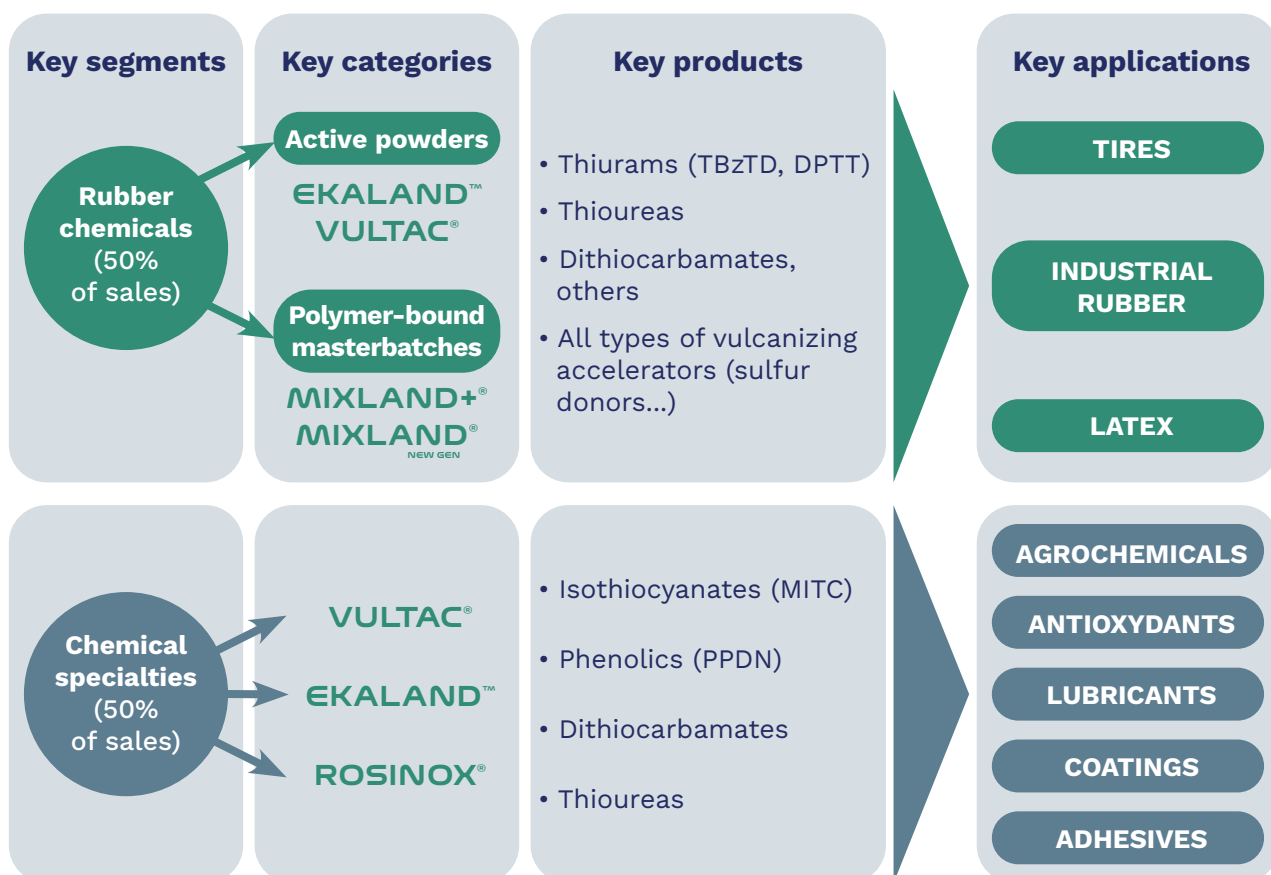 Key segments
Key categories
Key products
Key applications
Rubber
chemicals
(50%
of sales)
Active powders
EKALAND™
VULTAC®
Polymer-bound
masterbatches
MIXLAND+®
MIXLAND®
NEW GEN
• Thiurams (TBzTD, DPTT)
• Thioureas
• Dithiocarbamates,
others
• All types of vulcanizing
accelerators (sulfur
donors...)
TIRES
INDUSTRIAL
RUBBER
LATEX
Chemical
specialties
(50%
of sales)
VULTAC®
EKALAND™
ROSINOX®
• Isothiocyanates (MITC)
• Phenolics (PPDN)
• Dithiocarbamates
• Thioureas
AGROCHEMICALS
ANTIOXYDANTS
LUBRICANTS
COATINGS
ADHESIVES